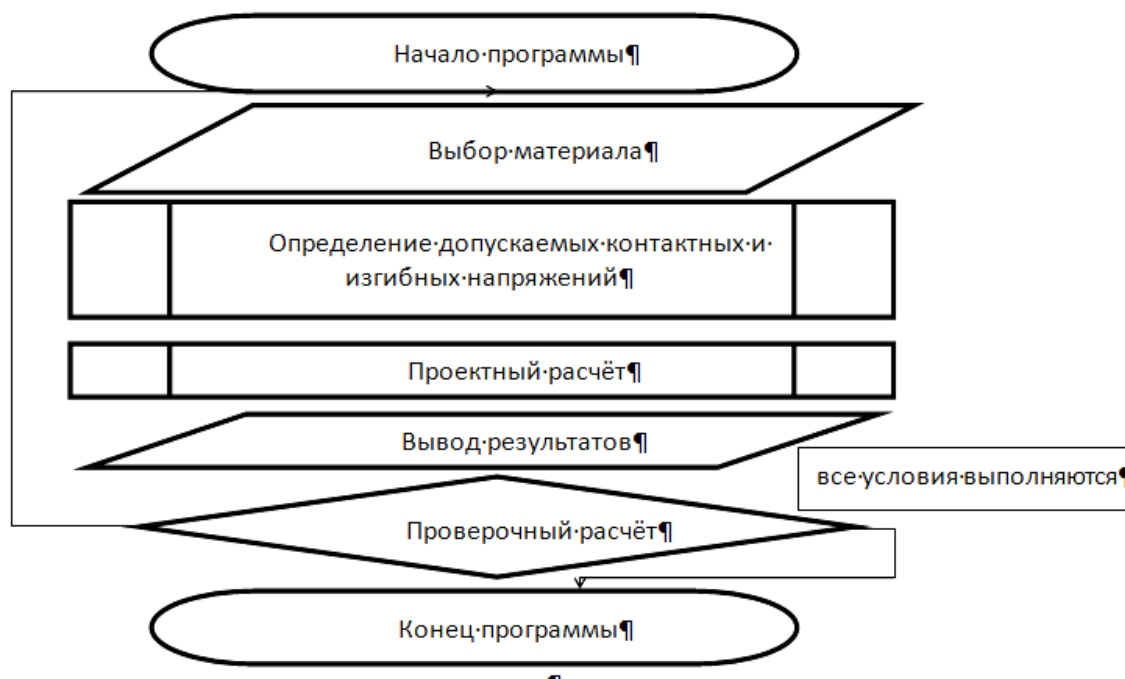 Начало·программы¶
Выбор·материала¶
Определение·допускаемых·контактных·и·
изгибных·напряжений¶
Проектный·расчёт¶
Вывод·результатов¶
все·условия·выполняются¶
Проверочный·расчёт¶
Конец·программы¶
¶